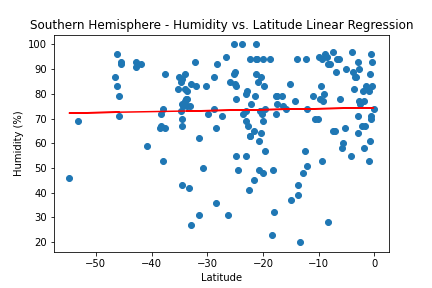 Southern Hemisphere - Humidity vs. Latitude Linear Regression
100
90
80
70
60
50
40
30
20
Humidity (%)
−50 −40 −30 −20 −10 0
Latitude